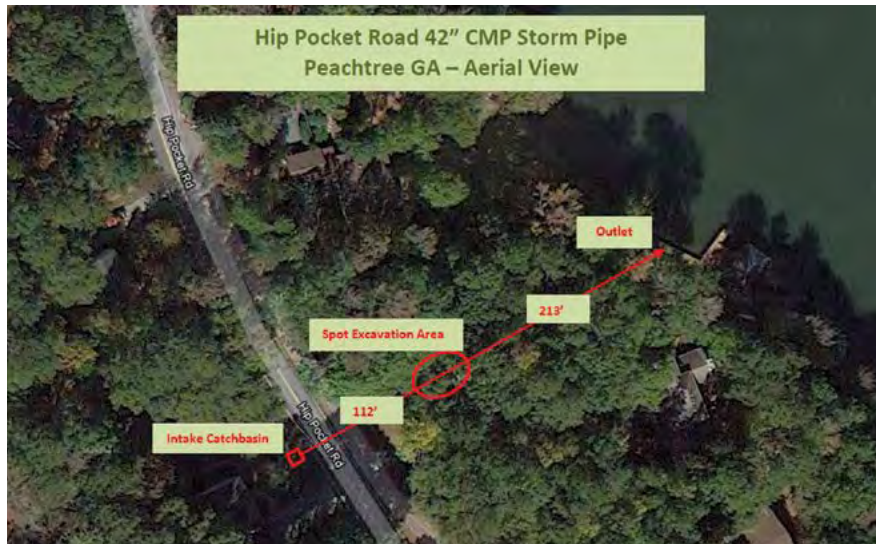 Hip Pocket Road 42” CMP Storm Pipe
Peachtree GA – Aerial View
Hip Pocket Rd
Outlet
213'
Spot Excavation Area
112'
Intake Catchbasin
Hip Pocket Rd